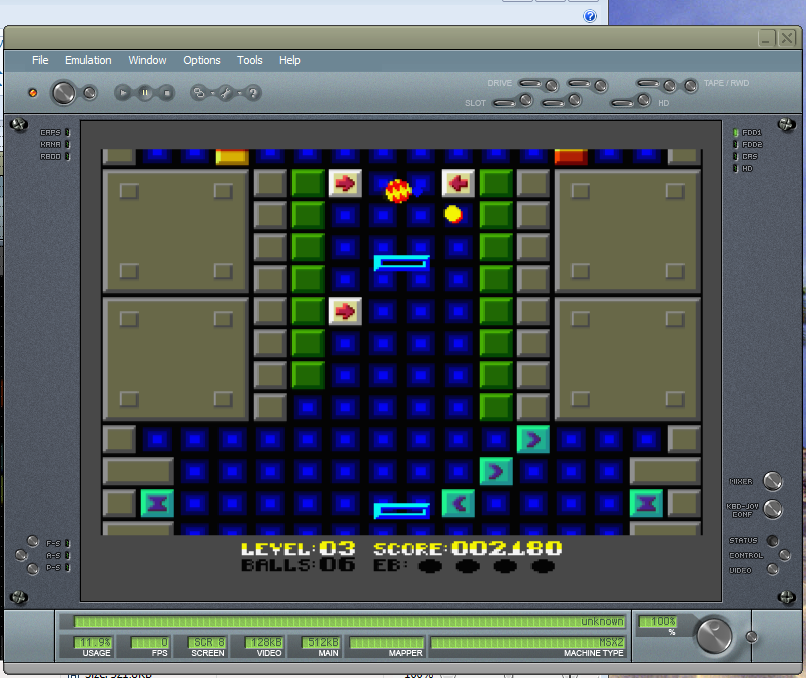 File Emulation Window Options Tools Help
DRIVE TAPE / RWD
SLOT HD
CAPS
KANA
RBOO
FDD1
FDD2
CAS
HD
MIXER
KBD-JOY
CONF
LEVEL:03 SCORE:002180
BALLS:06 EB:
F-S
A-S
D-S
STATUS
CONTROL
VIDEO
unknown
100%
%
11.9% 0 SCR 8 128KB 512KB MSX2
USAGE FPS SCREEN VIDEO MAIN MAPPER MACHINE TYPE
100%